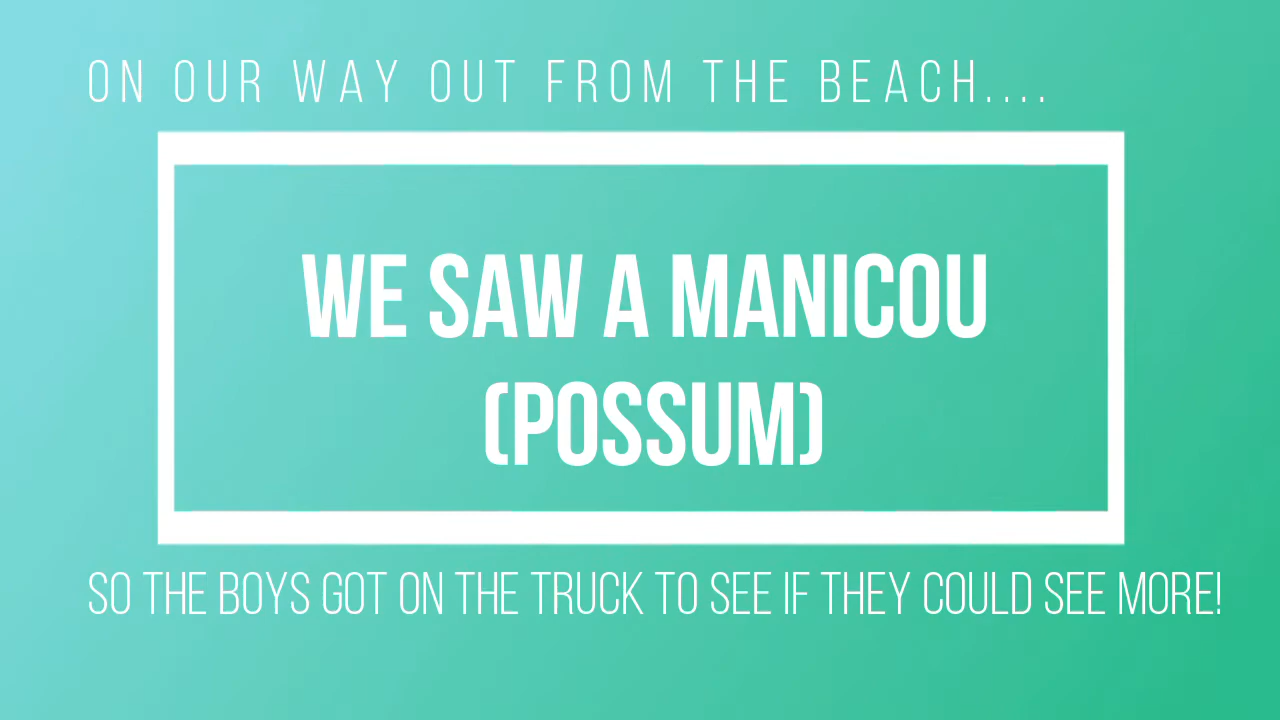 ON OUR WAY OUT FROM THE BEACH....
WE SAW A MANICOU
(POSSUM)
SO THE BOYS GOT ON THE TRUCK TO SEE IF THEY COULD SEE MORE!